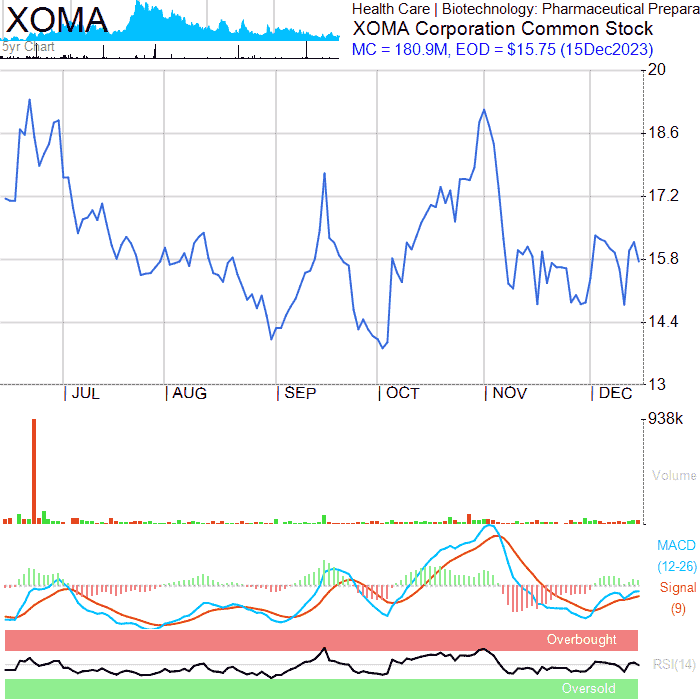 XOMA
5yr Chart
Health Care | Biotechnology: Pharmaceutical Prepara
XOMA Corporation Common Stock
MC = 180.9M, EOD = $15.75 (15Dec2023)
20
18.6
17.2
15.8
14.4
13
| JUL | AUG | SEP | OCT | NOV | DEC
938k
Volume
MACD
(12-26)
Signal
(9)
Overbought
RSI(14)
Oversold